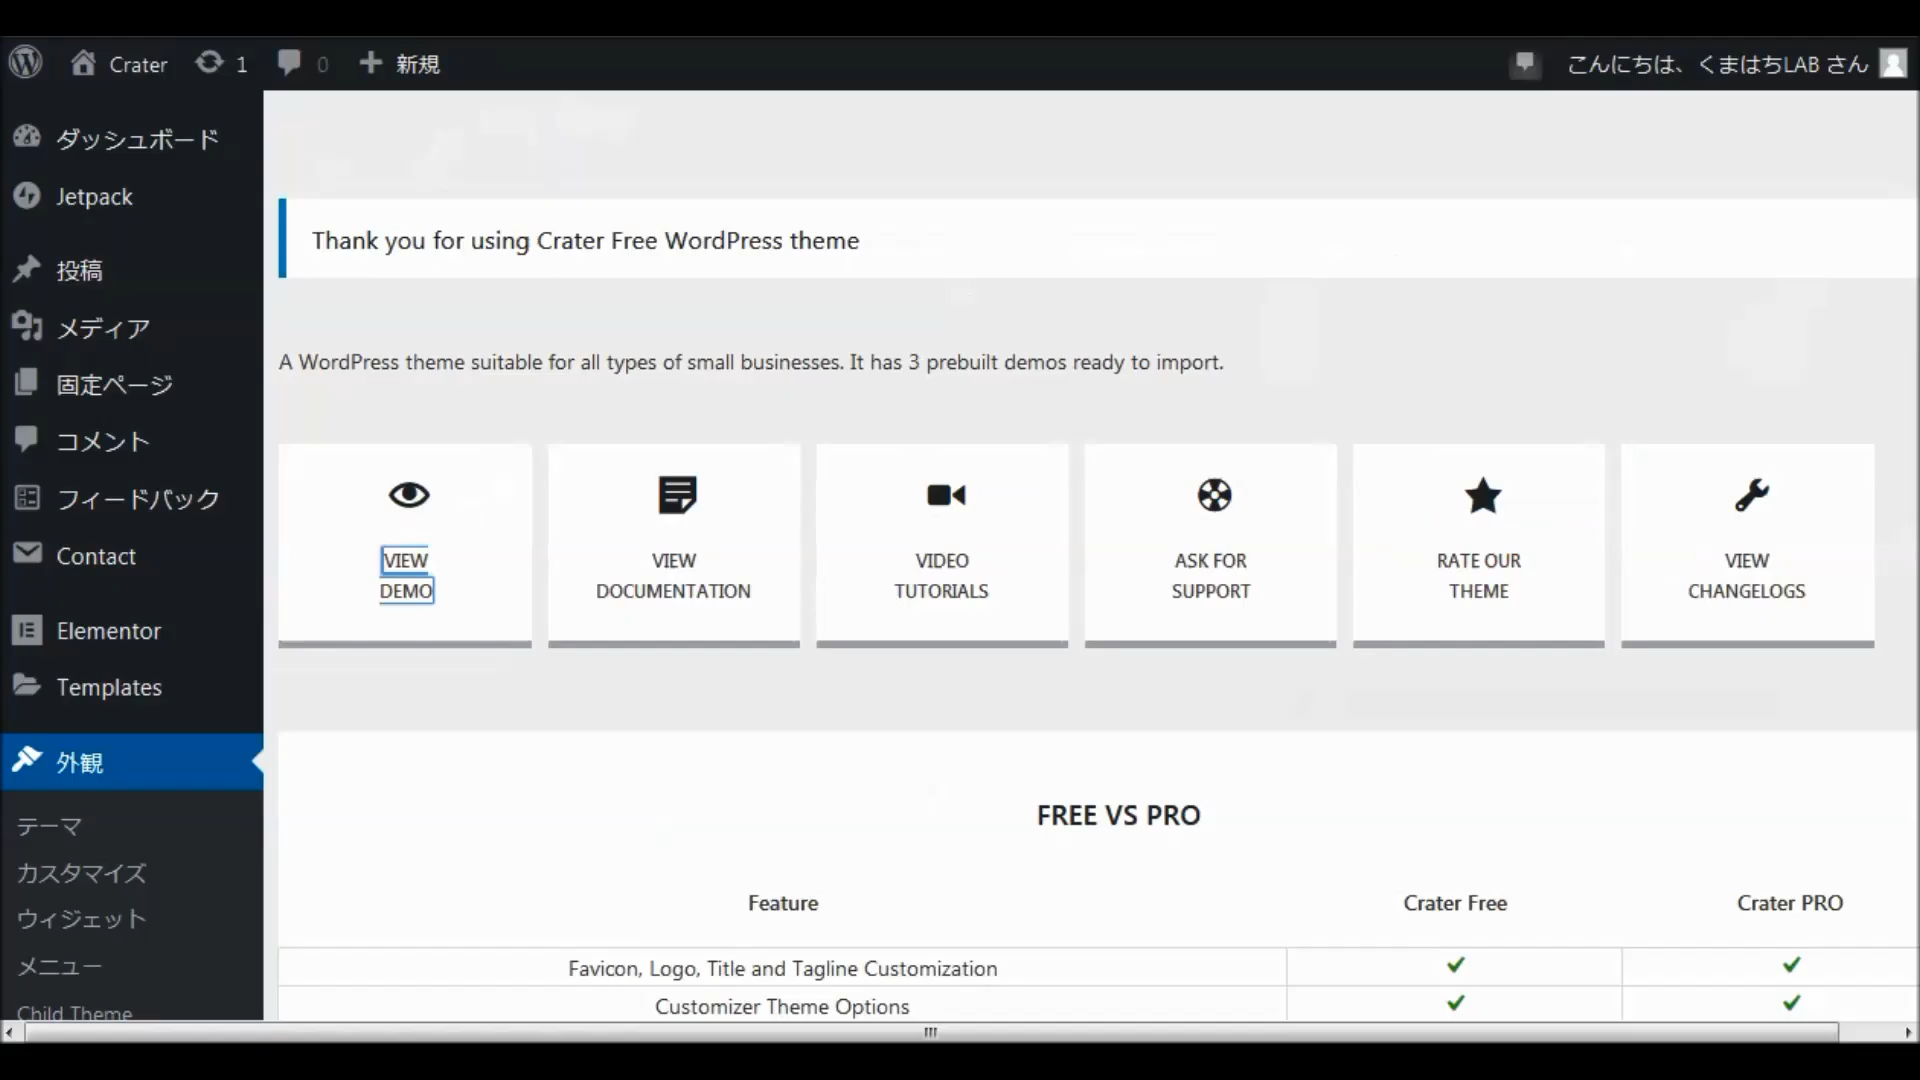 Crater 1 0 新規
こんにちは、くまはちLAB さん
ダッシュボード
Jetpack
投稿
メディア
固定ページ
コメント
フィードバック
Contact
Elementor
Templates
外観
テーマ
カスタマイズ
ウィジェット
メニュー
Child Theme
Thank you for using Crater Free WordPress theme
A WordPress theme suitable for all types of small businesses. It has 3 prebuilt demos ready to import.
VIEW
DEMO
VIEW
DOCUMENTATION
VIDEO
TUTORIALS
ASK FOR
SUPPORT
RATE OUR
THEME
VIEW
CHANGELOGS
FREE VS PRO
Feature Crater Free Crater PRO
Favicon, Logo, Title and Tagline Customization
Customizer Theme Options